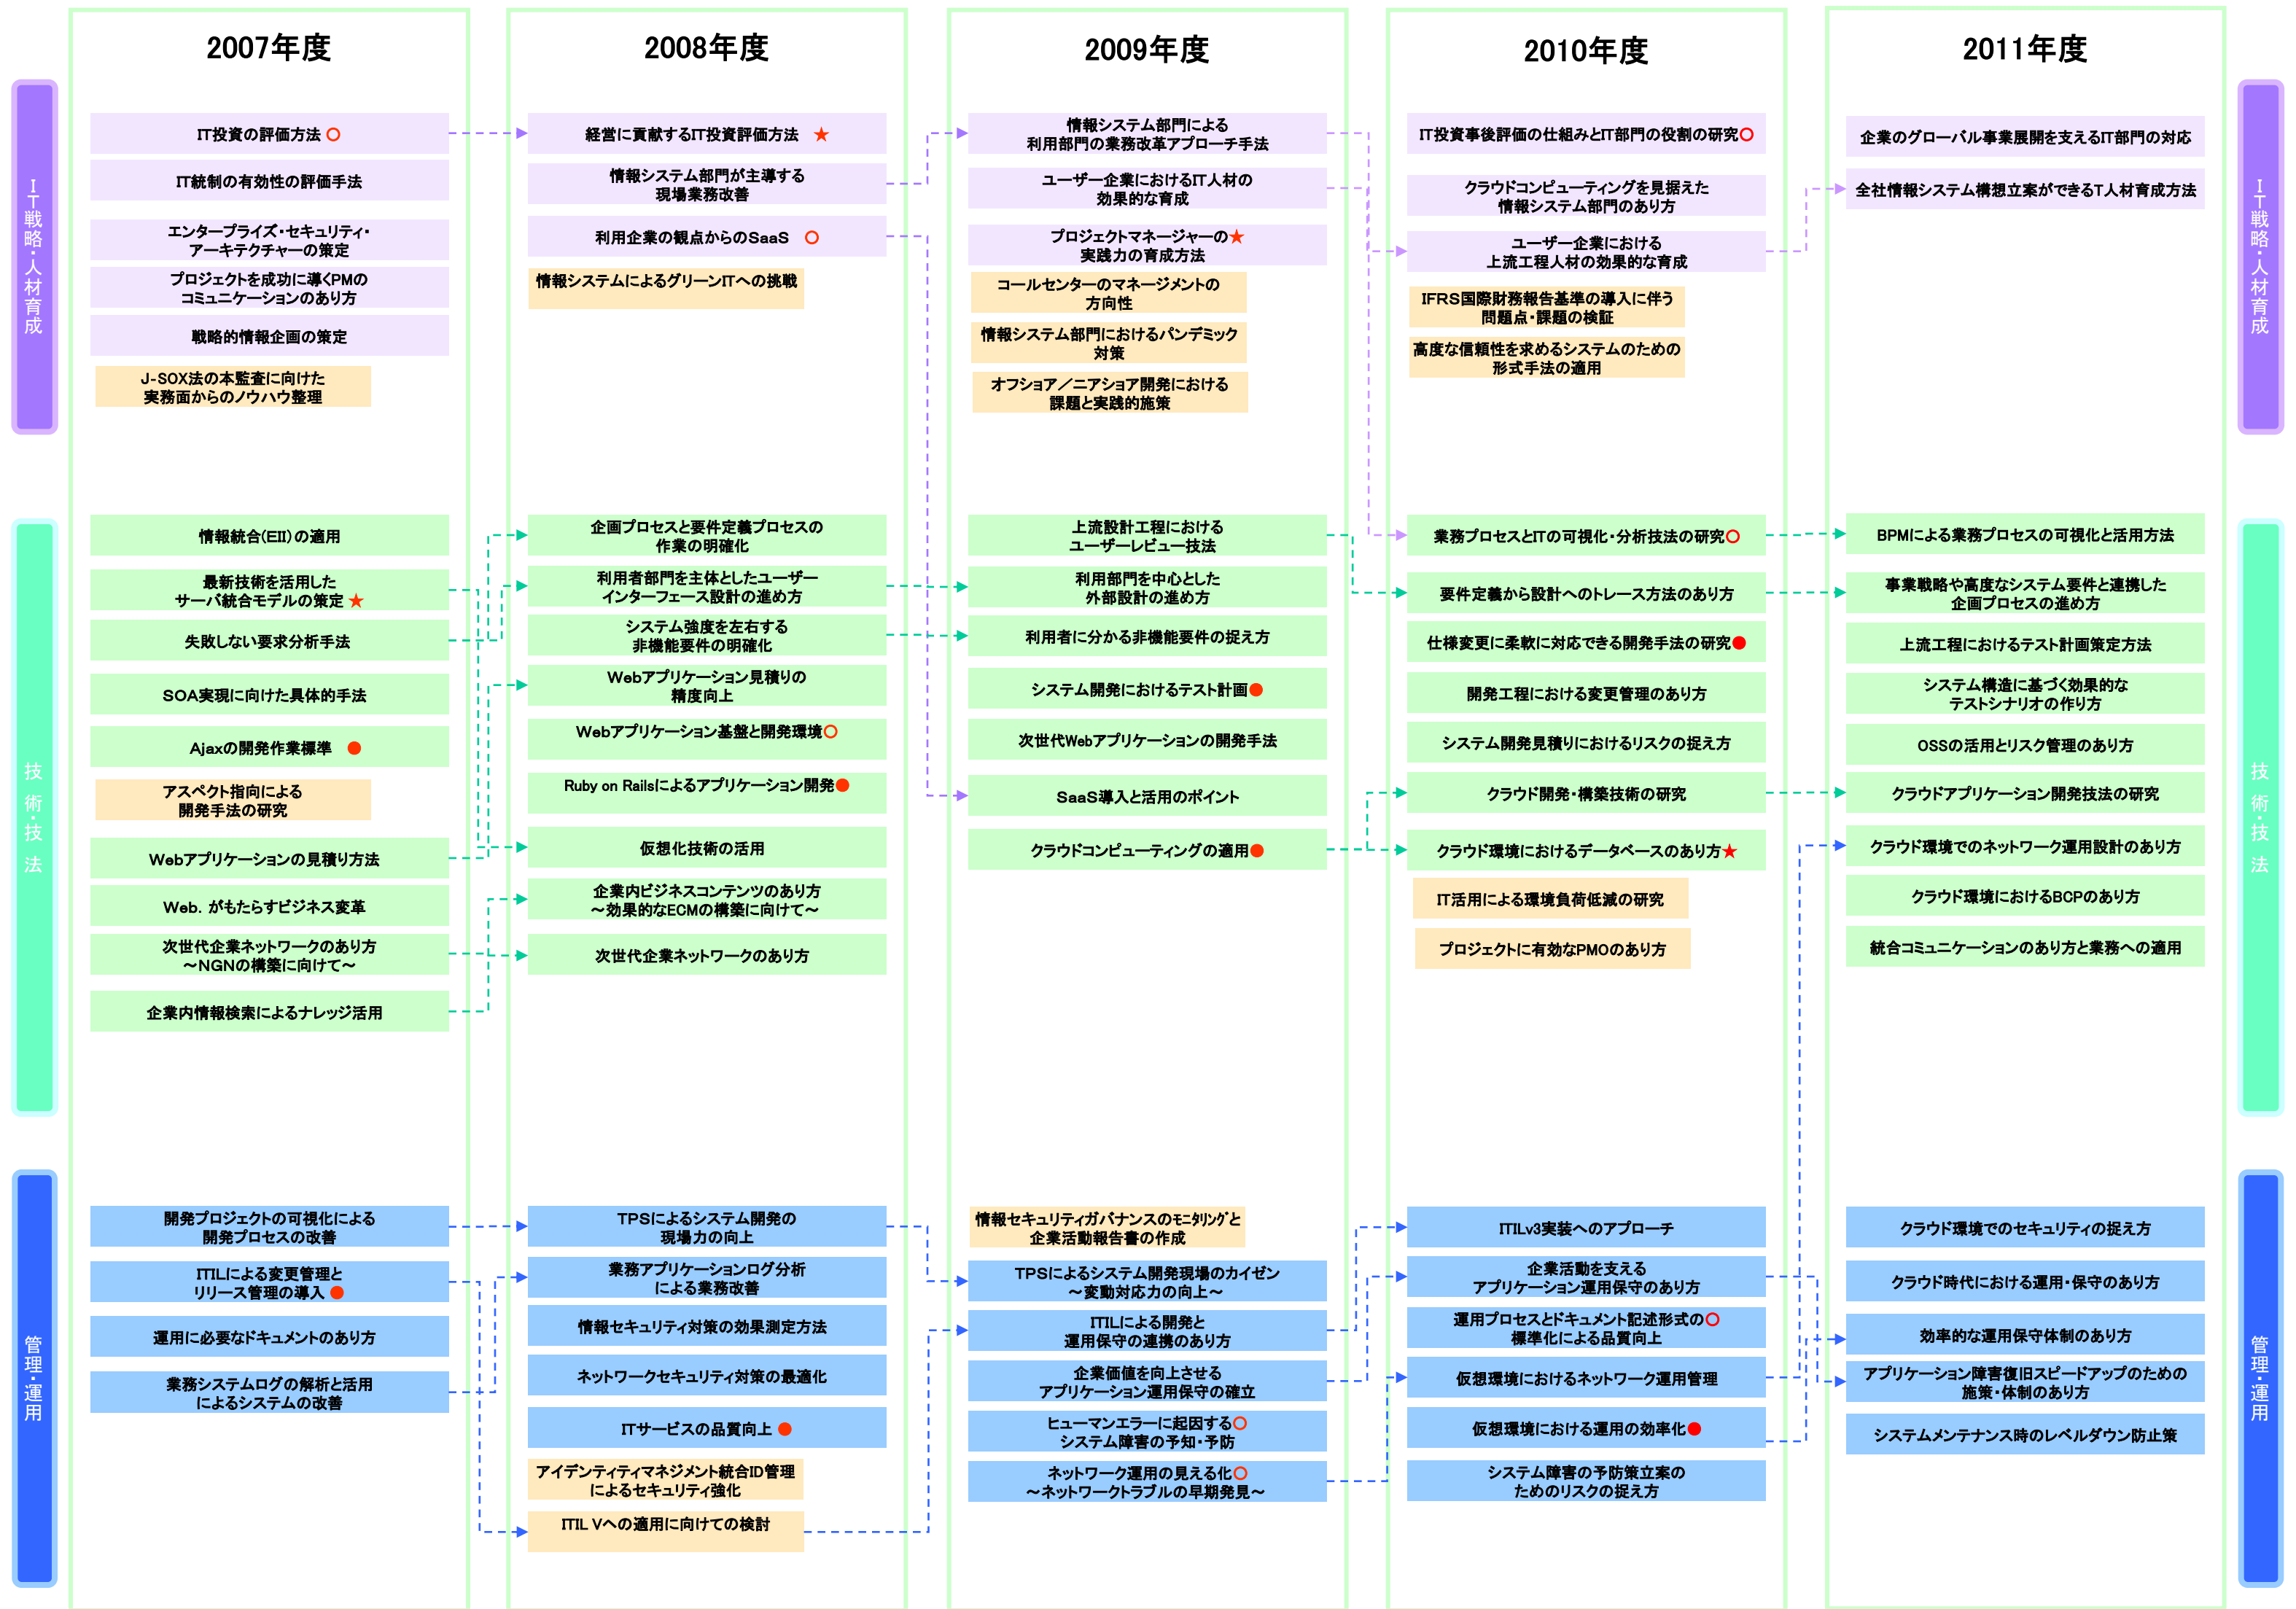 2007年度
2008年度
2009年度
2010年度
2011年度
IT戦略・人材育成
IT投資の評価方法 ○
IT統制の有効性の評価手法
エンタープライズ・セキュリティ・
アーキテクチャーの策定
プロジェクトを成功に導くPMの
コミュニケーションのあり方
戦略的情報企画の策定
J-SOX法の本監査に向けた
実務面からのノウハウ整理
経営に貢献するIT投資評価方法 ★
情報システム部門が主導する
現場業務改善
利用企業の観点からのSaaS ○
情報システムによるグリーンITへの挑戦
情報システム部門による
利用部門の業務改革アプローチ手法
ユーザー企業におけるIT人材の
効果的な育成
プロジェクトマネージャーの★
実践力の育成方法
コールセンターのマネージメントの
方向性
情報システム部門におけるパンデミック
対策
オフショア／ニアショア開発における
課題と実践的施策
IT投資事後評価の仕組みとIT部門の役割の研究○
クラウドコンピューティングを見据えた
情報システム部門のあり方
ユーザー企業における
上流工程人材の効果的な育成
IFRS国際財務報告基準の導入に伴う
問題点・課題の検証
高度な信頼性を求めるシステムのための
形式手法の適用
企業のグローバル事業展開を支えるIT部門の対応
全社情報システム構想立案ができるT人材育成方法
IT戦略・人材育成
技術・技法
情報統合(EII)の適用
最新技術を活用した
サーバ統合モデルの策定 ★
失敗しない要求分析手法
SOA実現に向けた具体的手法
Ajaxの開発作業標準 ●
アスペクト指向による
開発手法の研究
Webアプリケーションの見積り方法
Web．がもたらすビジネス変革
次世代企業ネットワークのあり方
～NGNの構築に向けて～
企業内情報検索によるナレッジ活用
企画プロセスと要件定義プロセスの
作業の明確化
利用者部門を主体としたユーザー
インターフェース設計の進め方
システム強度を左右する
非機能要件の明確化
Webアプリケーション見積りの
精度向上
Webアプリケーション基盤と開発環境○
Ruby on Railsによるアプリケーション開発●
仮想化技術の活用
企業内ビジネスコンテンツのあり方
～効果的なECMの構築に向けて～
次世代企業ネットワークのあり方
上流設計工程における
ユーザーレビュー技法
利用部門を中心とした
外部設計の進め方
利用者に分かる非機能要件の捉え方
システム開発におけるテスト計画●
次世代Webアプリケーションの開発手法
SaaS導入と活用のポイント
クラウドコンピューティングの適用●
業務プロセスとITの可視化・分析技法の研究○
要件定義から設計へのトレース方法のあり方
仕様変更に柔軟に対応できる開発手法の研究●
開発工程における変更管理のあり方
システム開発見積りにおけるリスクの捉え方
クラウド開発・構築技術の研究
クラウド環境におけるデータベースのあり方★
IT活用による環境負荷低減の研究
プロジェクトに有効なPMOのあり方
BPMによる業務プロセスの可視化と活用方法
事業戦略や高度なシステム要件と連携した
企画プロセスの進め方
上流工程におけるテスト計画策定方法
システム構造に基づく効果的な
テストシナリオの作り方
OSSの活用とリスク管理のあり方
クラウドアプリケーション開発技法の研究
クラウド環境でのネットワーク運用設計のあり方
クラウド環境におけるBCPのあり方
統合コミュニケーションのあり方と業務への適用
技術・技法
管理・運用
開発プロジェクトの可視化による
開発プロセスの改善
ITILによる変更管理と
リリース管理の導入 ●
運用に必要なドキュメントのあり方
業務システムログの解析と活用
によるシステムの改善
TPSによるシステム開発の
現場力の向上
業務アプリケーションログ分析
による業務改善
情報セキュリティ対策の効果測定方法
ネットワークセキュリティ対策の最適化
ITサービスの品質向上 ●
アイデンティティマネジメント統合ID管理
によるセキュリティ強化
ITIL Vへの適用に向けての検討
情報セキュリティガバナンスのﾓﾆﾀﾘﾝｸﾞと
企業活動報告書の作成
TPSによるシステム開発現場のカイゼン
～変動対応力の向上～
ITILによる開発と
運用保守の連携のあり方
企業価値を向上させる
アプリケーション運用保守の確立
ヒューマンエラーに起因する○
システム障害の予知・予防
ネットワーク運用の見える化○
～ネットワークトラブルの早期発見～
ITILv3実装へのアプローチ
企業活動を支える
アプリケーション運用保守のあり方
運用プロセスとドキュメント記述形式の○
標準化による品質向上
仮想環境におけるネットワーク運用管理
仮想環境における運用の効率化●
システム障害の予防策立案の
ためのリスクの捉え方
クラウド環境でのセキュリティの捉え方
クラウド時代における運用・保守のあり方
効率的な運用保守体制のあり方
アプリケーション障害復旧スピードアップのための
施策・体制のあり方
システムメンテナンス時のレベルダウン防止策
管理・運用